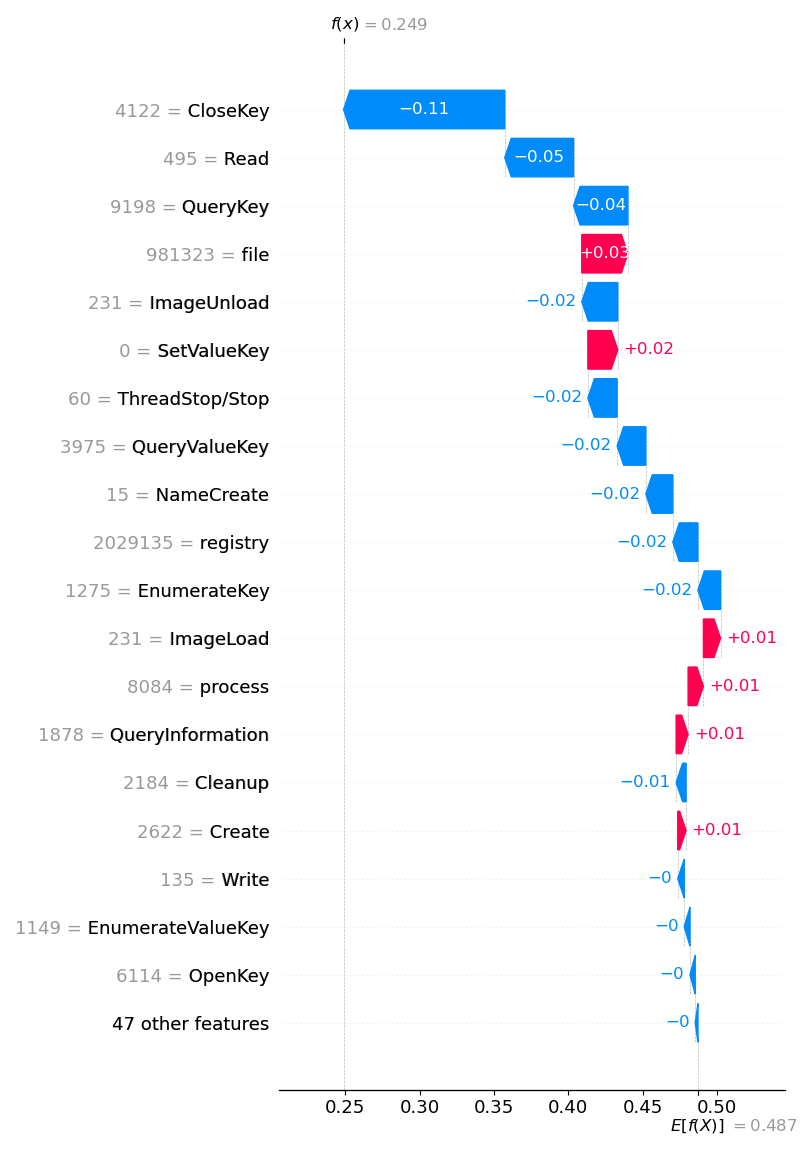 f(x) = 0.249
4122 = CloseKey −0.11
495 = Read −0.05
9198 = QueryKey −0.04
981323 = file +0.03
231 = ImageUnload −0.02
0 = SetValueKey +0.02
60 = ThreadStop/Stop −0.02
3975 = QueryValueKey −0.02
15 = NameCreate −0.02
2029135 = registry −0.02
1275 = EnumerateKey −0.02
231 = ImageLoad +0.01
8084 = process +0.01
1878 = QueryInformation +0.01
2184 = Cleanup −0.01
2622 = Create +0.01
135 = Write −0
1149 = EnumerateValueKey −0
6114 = OpenKey −0
47 other features −0
0.25 0.30 0.35 0.40 0.45 0.50
E[f(X)] = 0.487